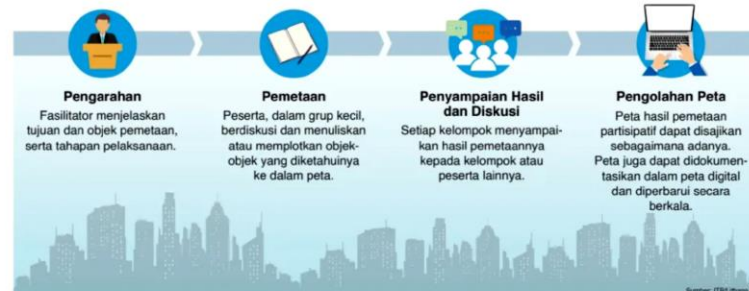 Pengarahan
Fasilitator menjelaskan
tujuan dan objek pemetaan,
serta tahapan pelaksanaan.
Pemetaan
Peserta, dalam grup kecil,
berdiskusi dan menuliskan
atau memplotkan objek-
objek yang diketahuinya
ke dalam peta.
Penyampaian Hasil
dan Diskusi
Setiap kelompok menyampai-
kan hasil pemetaannya
kepada kelompok atau
peserta lainnya.
Pengolahan Peta
Peta hasil pemetaan
partisipatif dapat disajikan
sebagaimana adanya.
Peta juga dapat didokumen-
tasikan dalam peta digital
dan diperbarui secara
berkala.